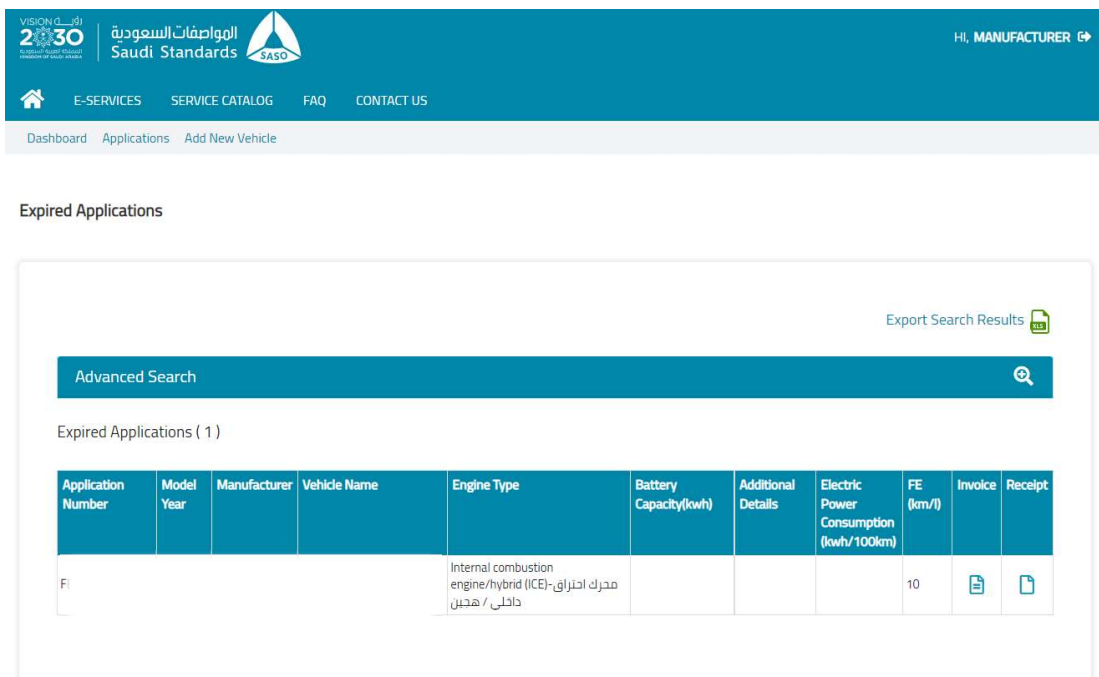 VISION رؤيــة
2030
المملكة العربية السعودية
KINGDOM OF SAUDI ARABIA
المواصفات السعودية
Saudi Standards
SASO
HI, MANUFACTURER
E-SERVICES SERVICE CATALOG FAQ CONTACT US
Dashboard Applications Add New Vehicle
Expired Applications
Export Search Results XLS
Advanced Search
Expired Applications ( 1 )
Application Number Model Year Manufacturer Vehicle Name Engine Type Battery Capacity(kwh) Additional Details Electric Power Consumption (kwh/100km) FE (km/l) Invoice Receipt
F
Internal combustion
engine/hybrid (ICE)-محرك احتراق
داخلي / هجين
10